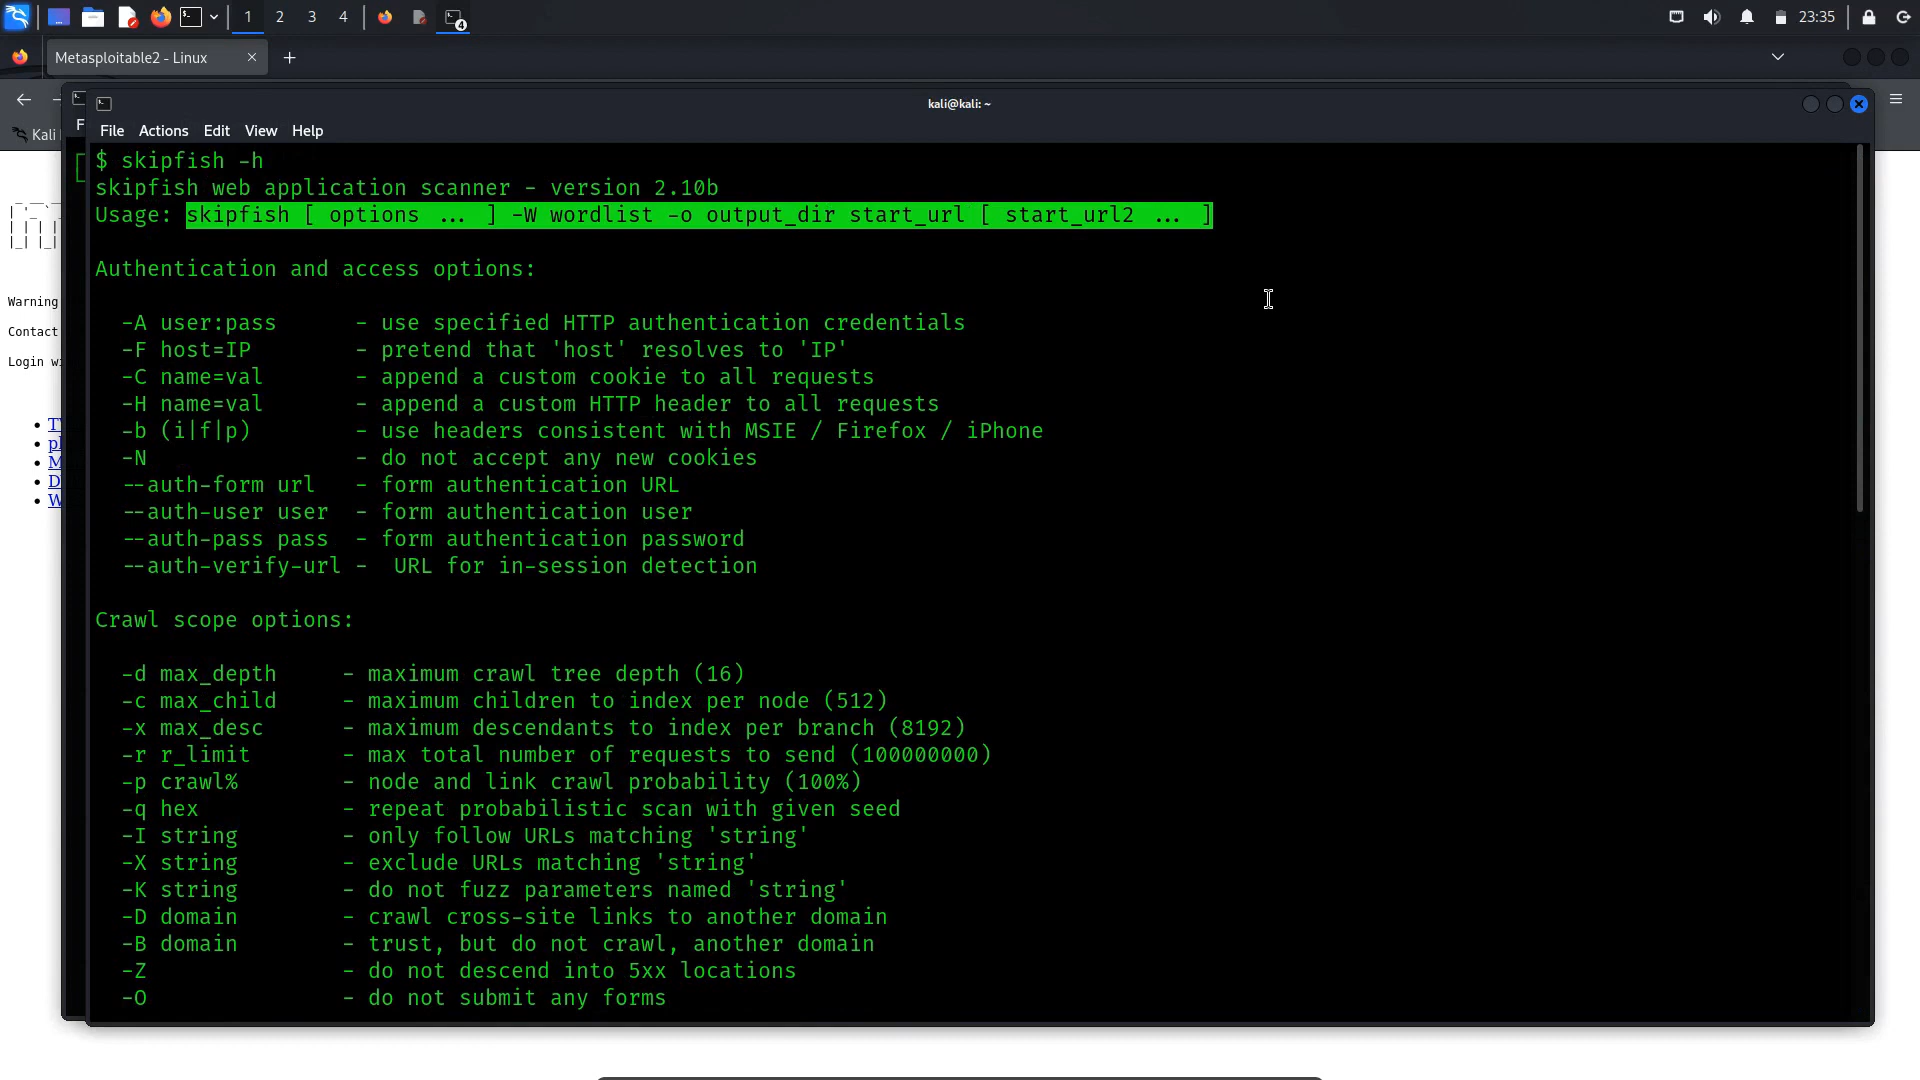 1 2 3 4 4 23:35
Metasploitable2 - Linux
kali@kali: ~
File Actions Edit View Help
Kali
$ skipfish -h
skipfish web application scanner - version 2.10b
Usage: skipfish [ options ... ] -W wordlist -o output_dir start_url [ start_url2 ... ]
Authentication and access options:
Warning
-A user:pass - use specified HTTP authentication credentials
Contact
-F host=IP - pretend that 'host' resolves to 'IP'
Login
-C name=val - append a custom cookie to all requests
-H name=val - append a custom HTTP header to all requests
-b (i|f|p) - use headers consistent with MSIE / Firefox / iPhone
-N - do not accept any new cookies
--auth-form url - form authentication URL
--auth-user user - form authentication user
--auth-pass pass - form authentication password
--auth-verify-url - URL for in-session detection
Crawl scope options:
-d max_depth - maximum crawl tree depth (16)
-c max_child - maximum children to index per node (512)
-x max_desc - maximum descendants to index per branch (8192)
-r r_limit - max total number of requests to send (100000000)
-p crawl% - node and link crawl probability (100%)
-q hex - repeat probabilistic scan with given seed
-I string - only follow URLs matching 'string'
-X string - exclude URLs matching 'string'
-K string - do not fuzz parameters named 'string'
-D domain - crawl cross-site links to another domain
-B domain - trust, but do not crawl, another domain
-Z - do not descend into 5xx locations
-O - do not submit any forms